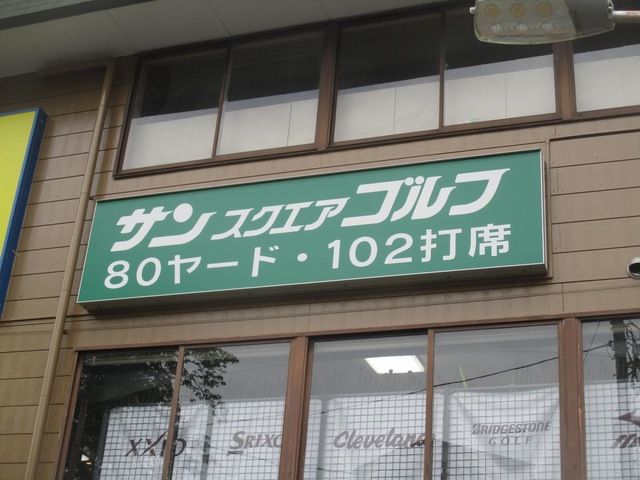 サンスクエアゴルフ
80ヤード・102打席
XXIO
SRIXO
Cleveland
BRIDGESTONE
GOLF